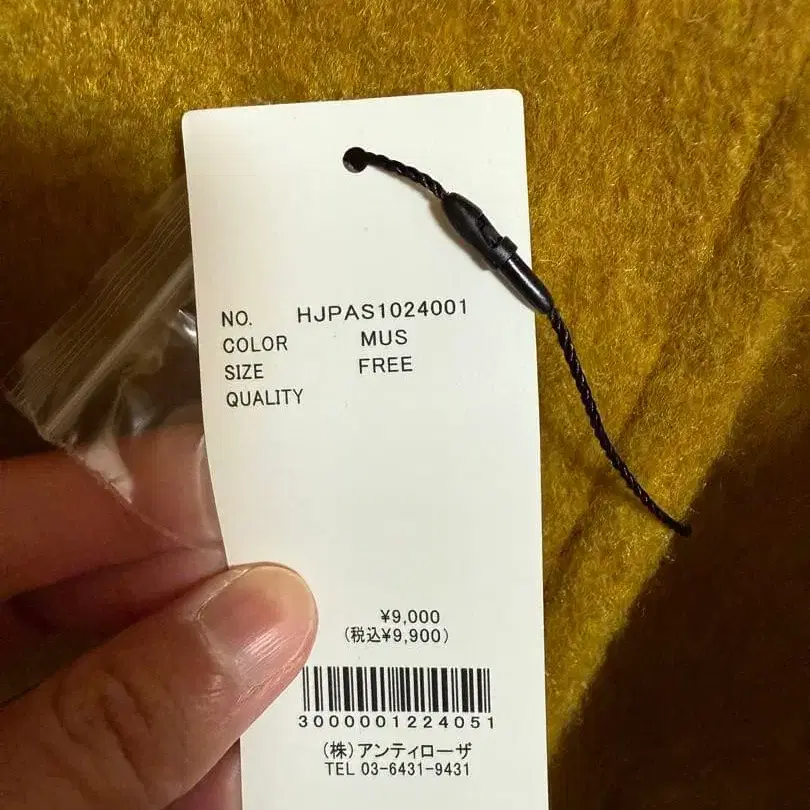 NO. HJPAS1024001
COLOR MUS
SIZE FREE
QUALITY
¥9,000
(税込¥9,900)
3000001224051
(株)アンティローザ
TEL 03-6431-9431